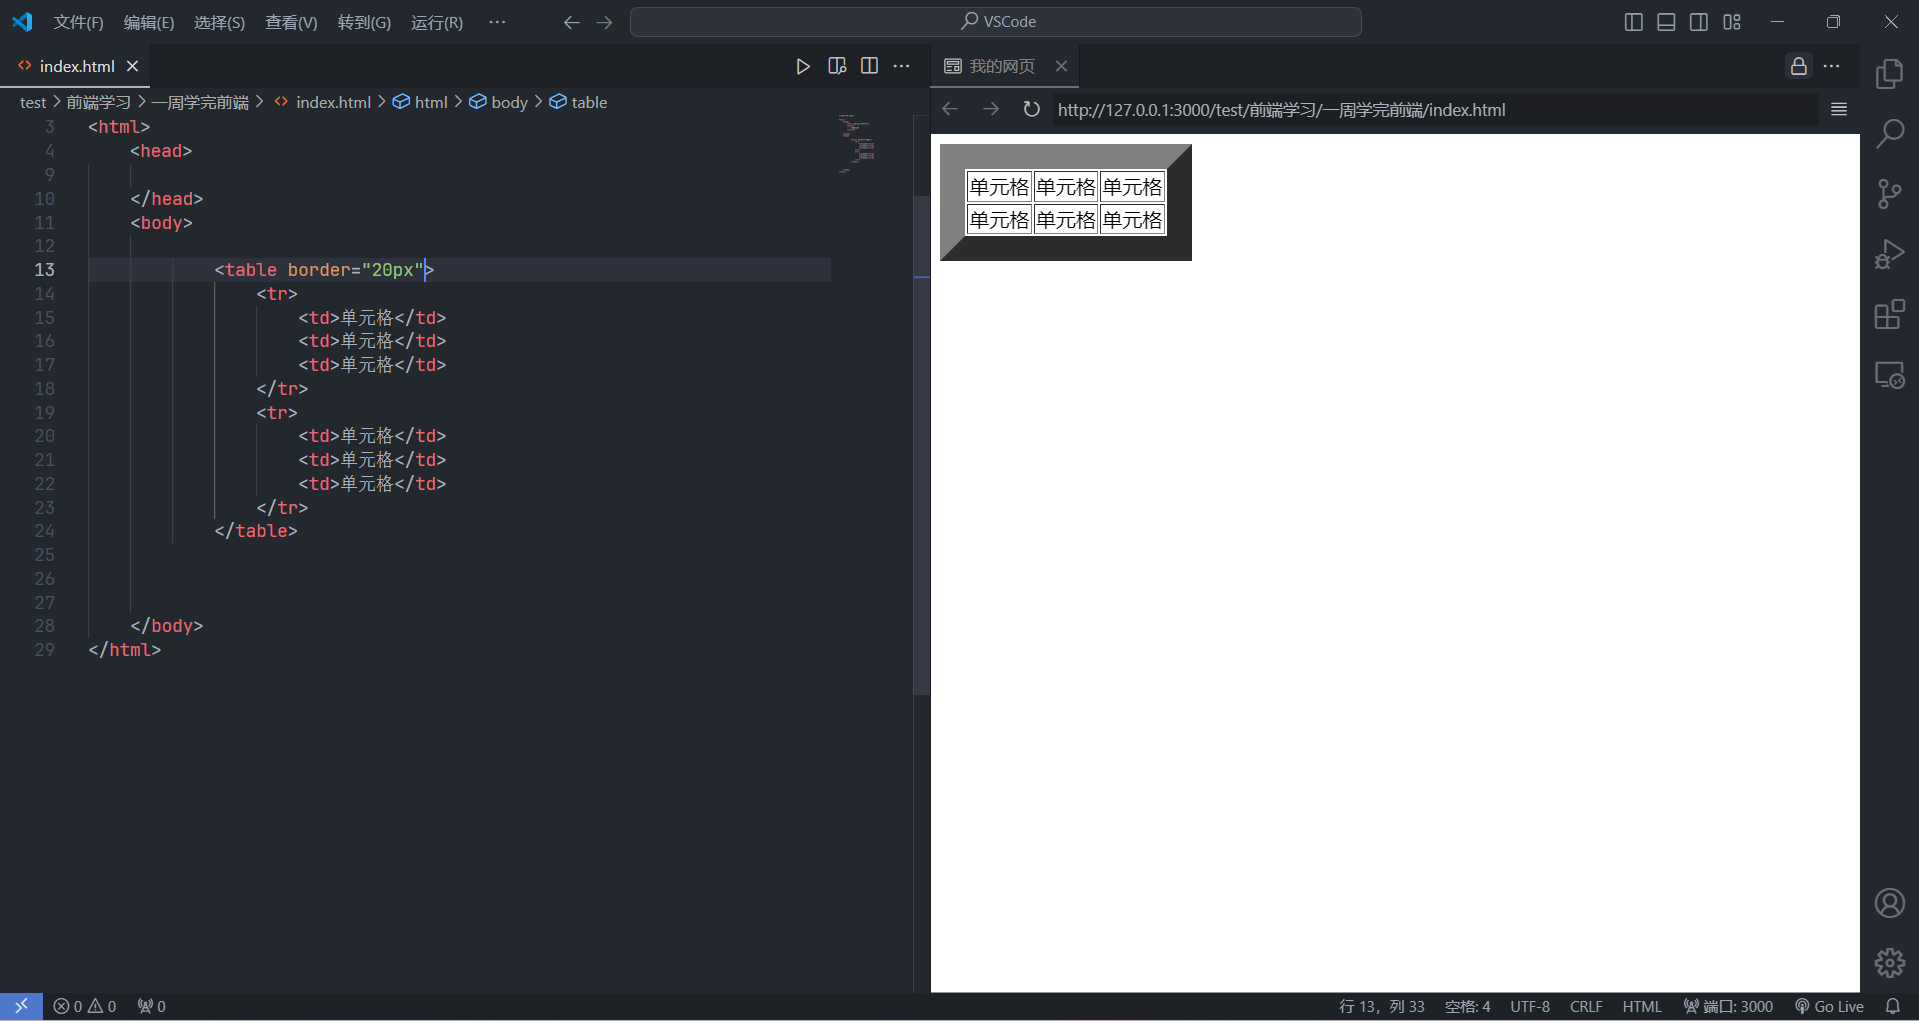 文件(F) 编辑(E) 选择(S) 查看(V) 转到(G) 运行(R) ··· VSCode
index.html
我的网页
test > 前端学习 > 一周学完前端 > index.html > html > body > table
http://127.0.0.1:3000/test/前端学习/一周学完前端/index.html
3 <html>
4 <head>
9
10 </head>
11 <body>
12
13 <table border="20px">
14 <tr>
15 <td>单元格</td>
16 <td>单元格</td>
17 <td>单元格</td>
18 </tr>
19 <tr>
20 <td>单元格</td>
21 <td>单元格</td>
22 <td>单元格</td>
23 </tr>
24 </table>
25
26
27
28 </body>
29 </html>
单元格 单元格 单元格
单元格 单元格 单元格
0 0 0 行 13, 列 33 空格: 4 UTF-8 CRLF HTML 端口: 3000 Go Live